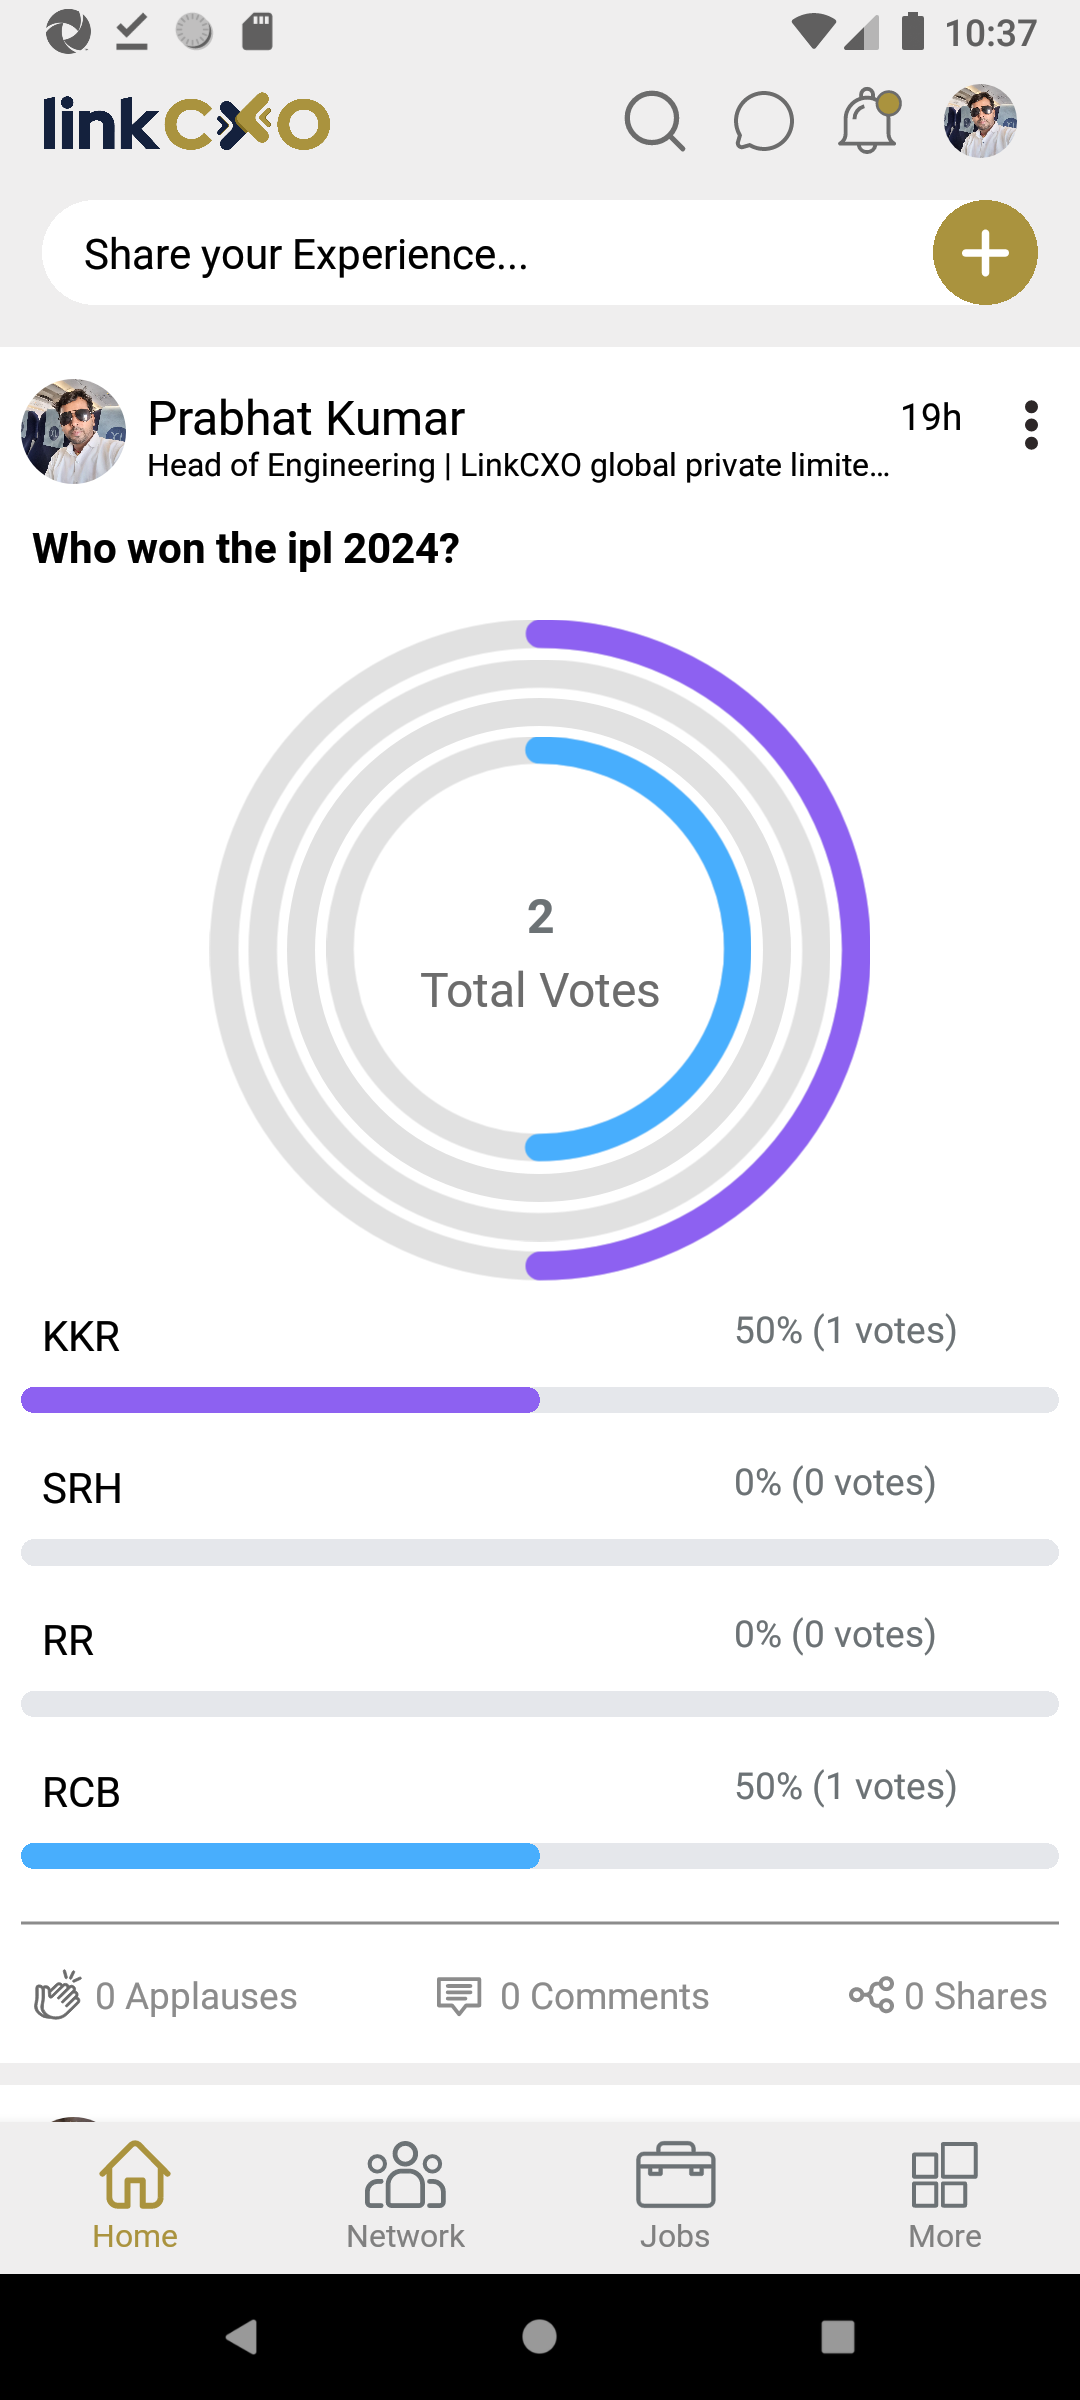 10:37
linkCXO
Share your Experience...
Prabhat Kumar
19h
Head of Engineering | LinkCXO global private limite...
Who won the ipl 2024?
2
Total Votes
KKR
50% (1 votes)
SRH
0% (0 votes)
RR
0% (0 votes)
RCB
50% (1 votes)
0 Applauses
0 Comments
0 Shares
Home
Network
Jobs
More